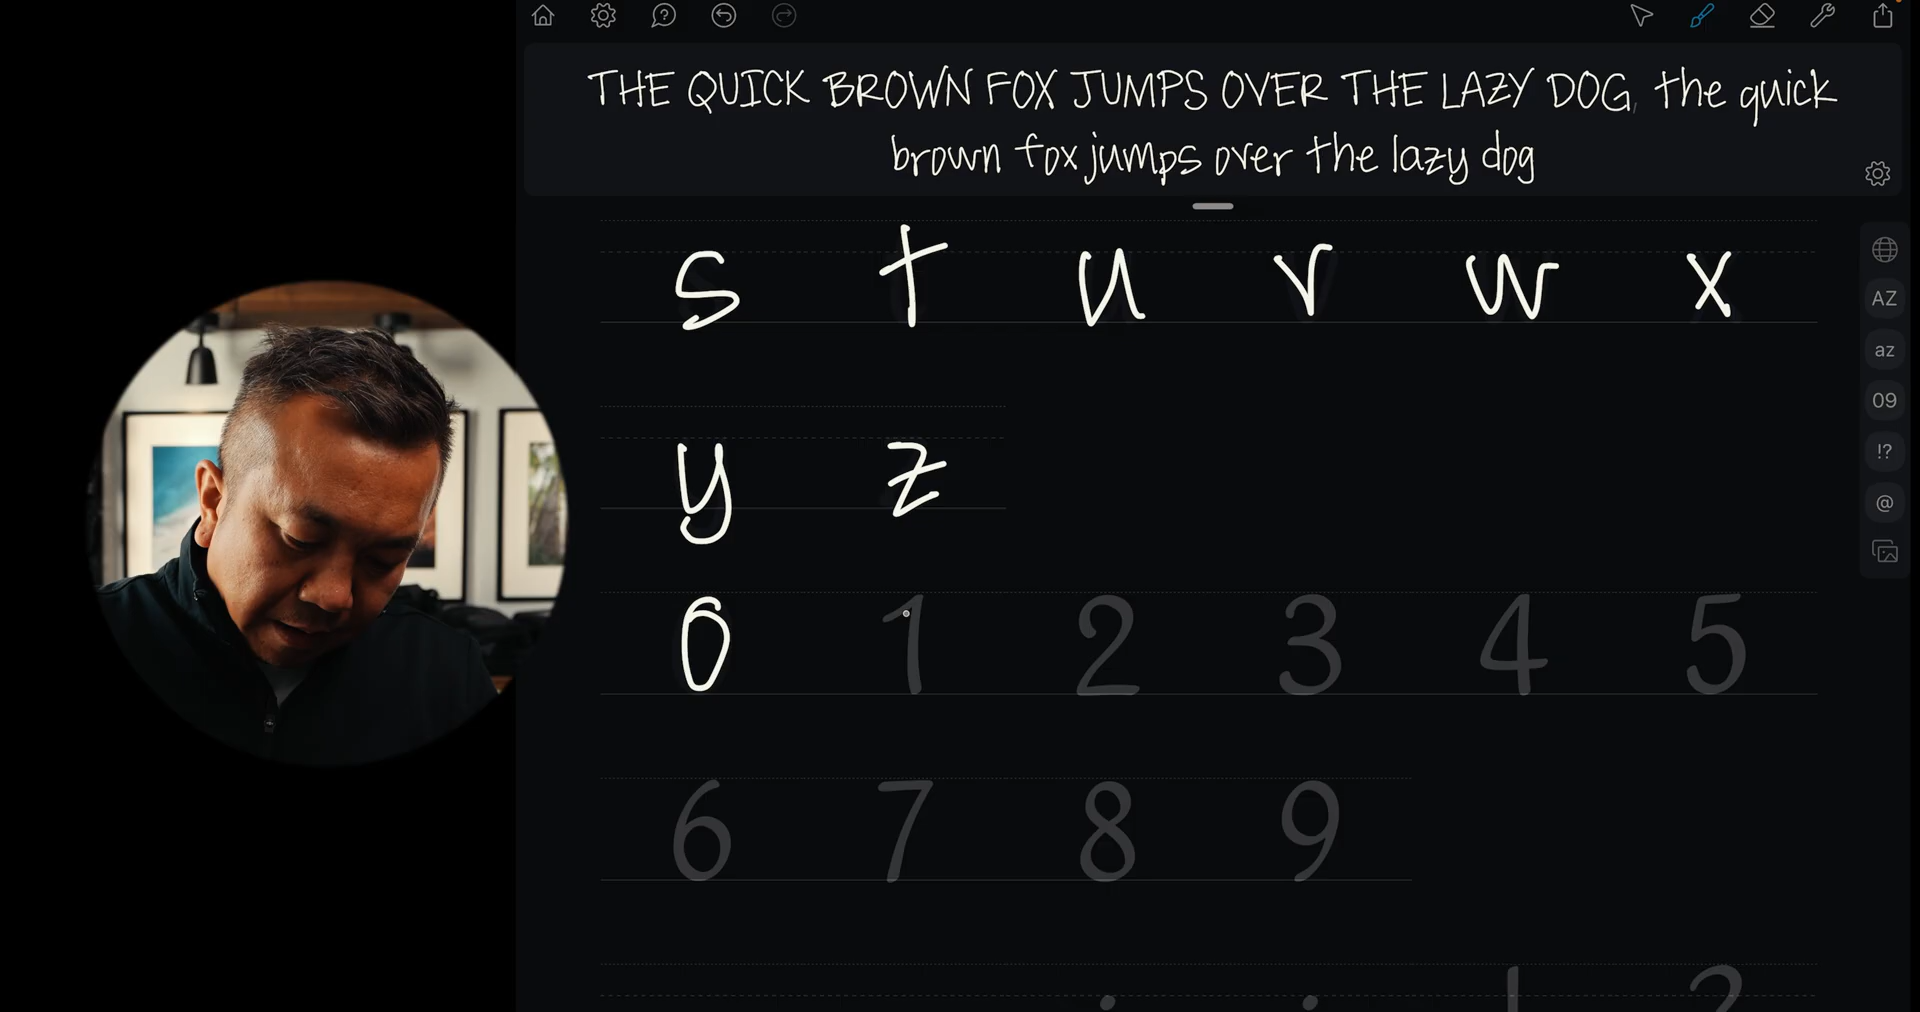 THE QUICK BROWN FOX JUMPS OVER THE LAZY DOG, the quick
brown fox jumps over the lazy dog
s t u v w x
AZ
az
y z
09
!?
@
0 1 2 3 4 5
6 7 8 9